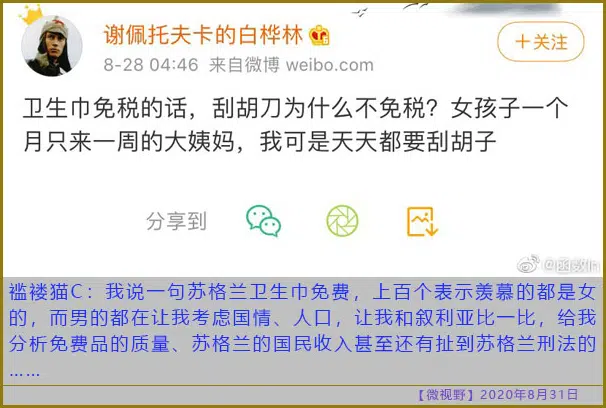 谢佩托夫卡的白桦林
+关注
8-28 04:46 来自微博 weibo.com
卫生巾免税的话，刮胡刀为什么不免税？女孩子一个
月只来一周的大姨妈，我可是天天都要刮胡子
分享到
褴褛猫C：我说一句苏格兰卫生巾免费，上百个表示羡慕的都是女
的，而男的都在让我考虑国情、人口，让我和叙利亚比一比，给我
分析免费品的质量、苏格兰的国民收入甚至还有扯到苏格兰刑法的
……
【微视野】2020年8月31日